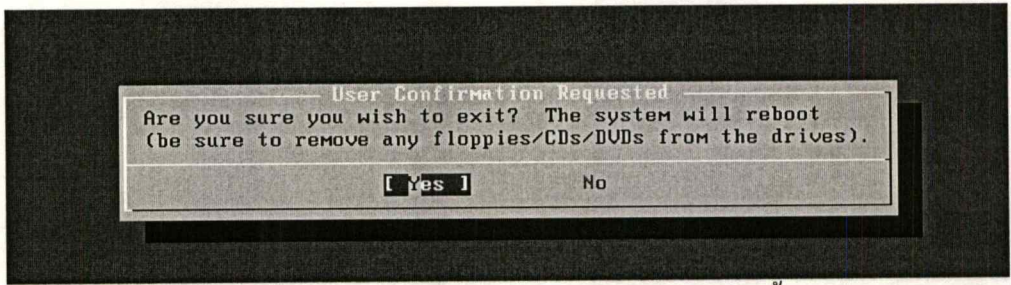 User Confirmation Requested
Are you sure you wish to exit? The system will reboot
(be sure to remove any floppies/CDs/DVDs from the drives).
[ Yes ] No